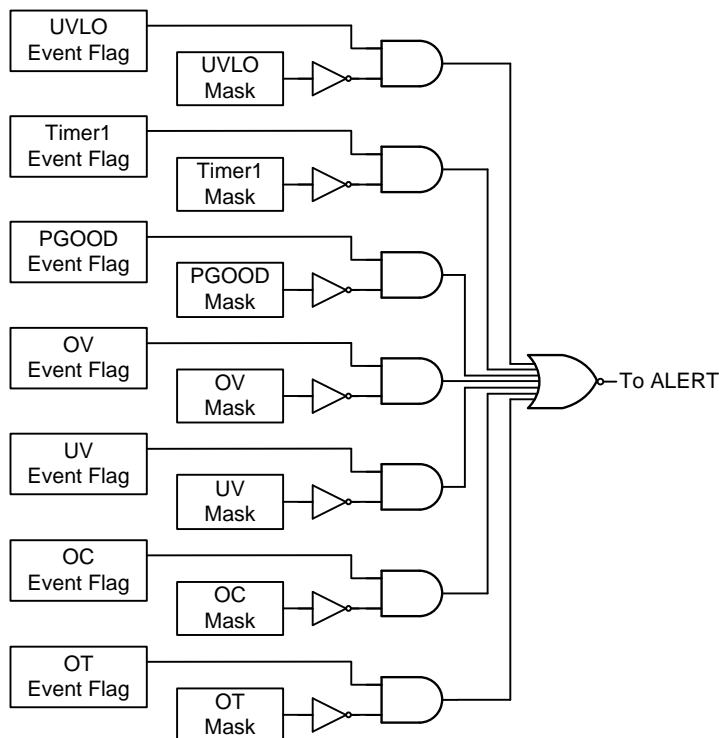 UVLO
Event Flag
UVLO
Mask
Timer1
Event Flag
Timer1
Mask
PGOOD
Event Flag
PGOOD
Mask
OV
Event Flag
OV
Mask
To ALERT
UV
Event Flag
UV
Mask
OC
Event Flag
OC
Mask
OT
Event Flag
OT
Mask